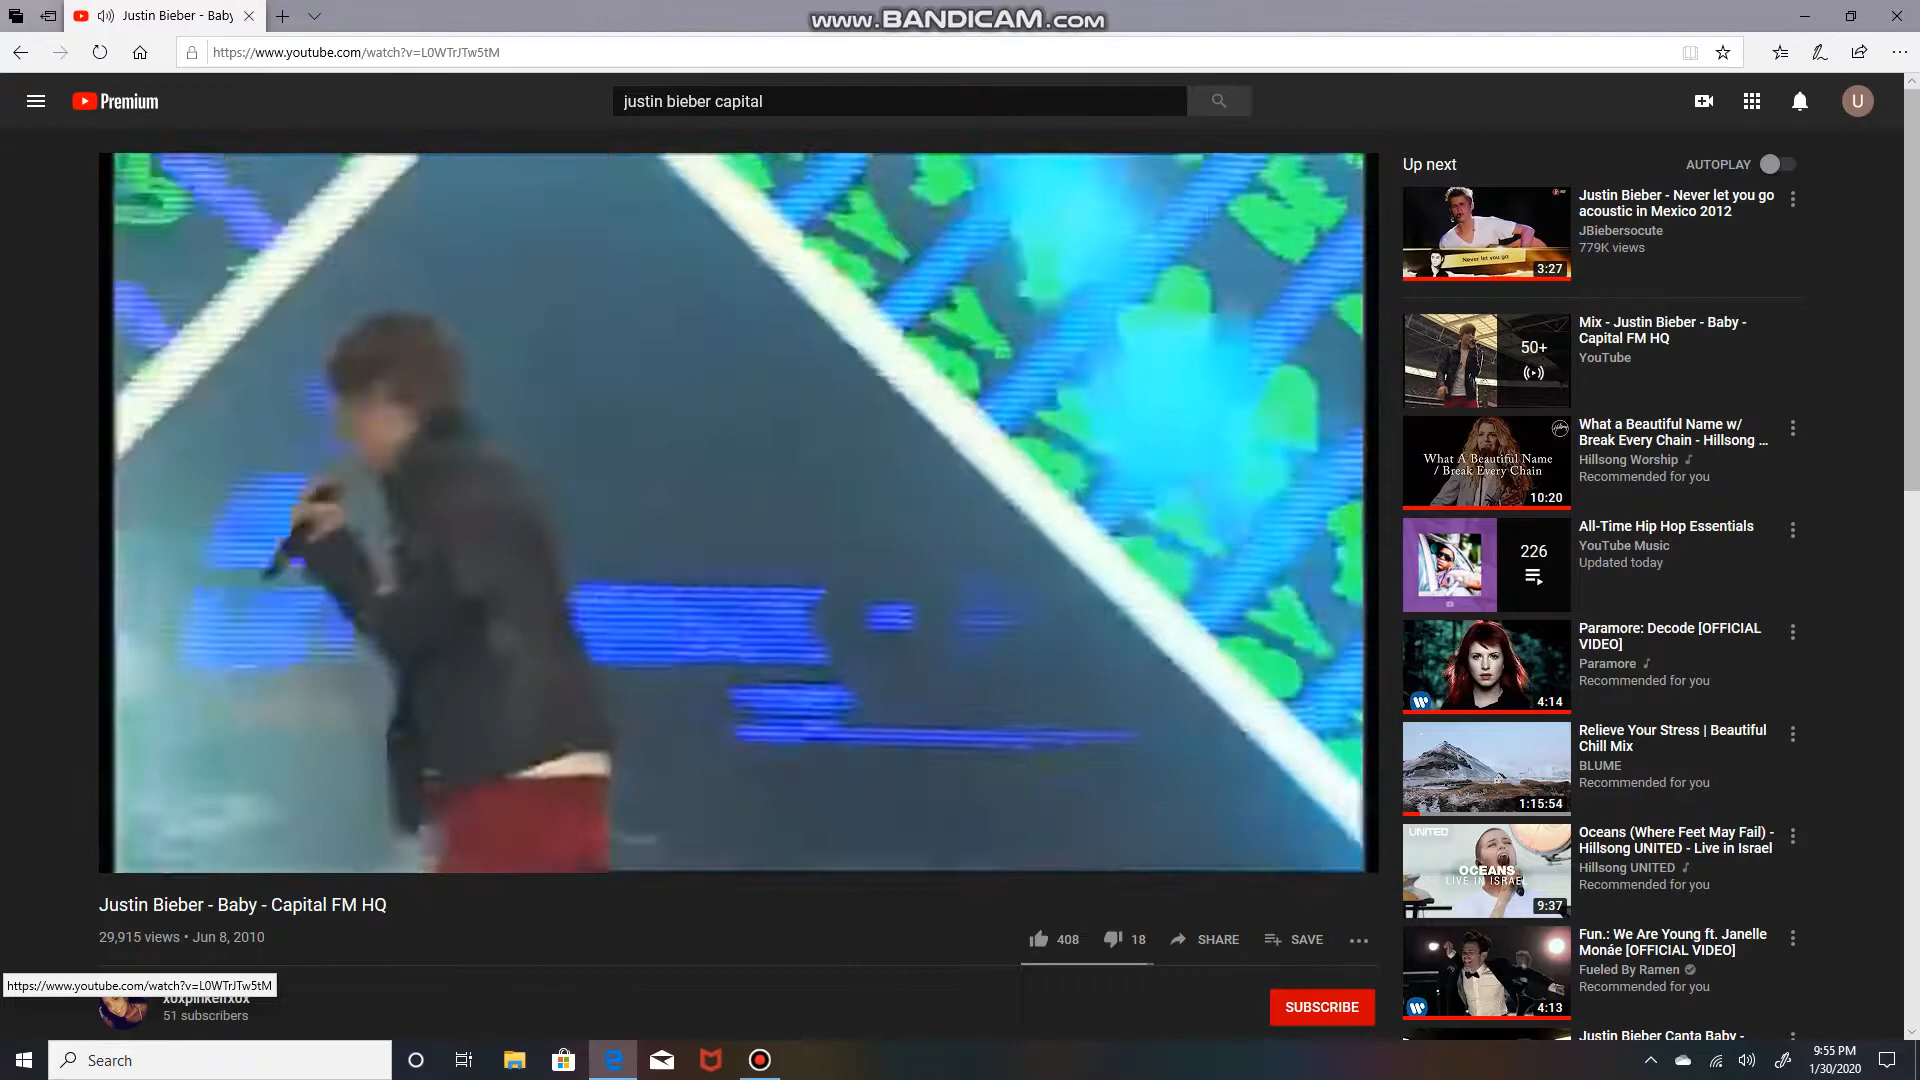 Justin Bieber - Baby
www.BANDICAM.com
https://www.youtube.com/watch?v=L0WTrJTw5tM
Premium
justin bieber capital
U
Up next
AUTOPLAY
Justin Bieber - Never let you go
acoustic in Mexico 2012
JBiebersocute
779K views
Never let you go
3:27
Mix - Justin Bieber - Baby -
Capital FM HQ
YouTube
50+
What a Beautiful Name w/
Break Every Chain - Hillsong ...
Hillsong Worship
Recommended for you
What A Beautiful Name
/ Break Every Chain
10:20
All-Time Hip Hop Essentials
YouTube Music
Updated today
226
Paramore: Decode [OFFICIAL
VIDEO]
Paramore
Recommended for you
4:14
Relieve Your Stress | Beautiful
Chill Mix
BLUME
Recommended for you
1:15:54
Oceans (Where Feet May Fail) -
Hillsong UNITED - Live in Israel
Hillsong UNITED
Recommended for you
UNITED
OCEANS
LIVE IN ISRAEL
9:37
Fun.: We Are Young ft. Janelle
Monáe [OFFICIAL VIDEO]
Fueled By Ramen
Recommended for you
4:13
Justin Bieber Canta Baby -
Justin Bieber - Baby - Capital FM HQ
29,915 views • Jun 8, 2010
408
18
SHARE
SAVE
https://www.youtube.com/watch?v=L0WTrJTw5tM
51 subscribers
SUBSCRIBE
Search
9:55 PM
1/30/2020